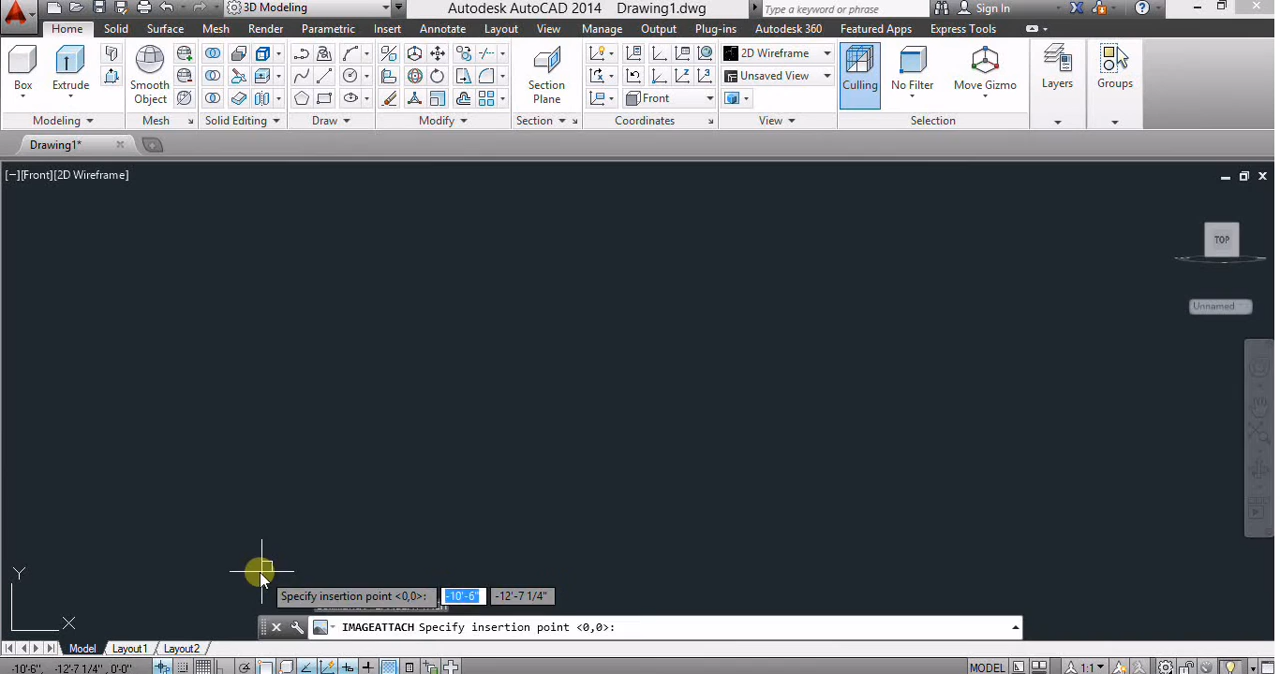 3D Modeling Autodesk AutoCAD 2014 Drawing1.dwg Type a keyword or phrase Sign In
Home Solid Surface Mesh Render Parametric Insert Annotate Layout View Manage Output Plug-ins Autodesk 360 Featured Apps Express Tools
2D Wireframe
Unsaved View
Front
Box Extrude Smooth Object Section Plane Culling No Filter Move Gizmo Layers Groups
Modeling Mesh Solid Editing Draw Modify Section Coordinates View Selection
Drawing1*
[−][Front][2D Wireframe]
TOP
Unnamed
Y
Specify insertion point <0,0>: -10'-6" -12'-7 1/4"
X
IMAGEATTACH Specify insertion point <0,0>:
Model Layout1 Layout2
-10'-6", -12'-7 1/4", 0'-0" MODEL 1:1